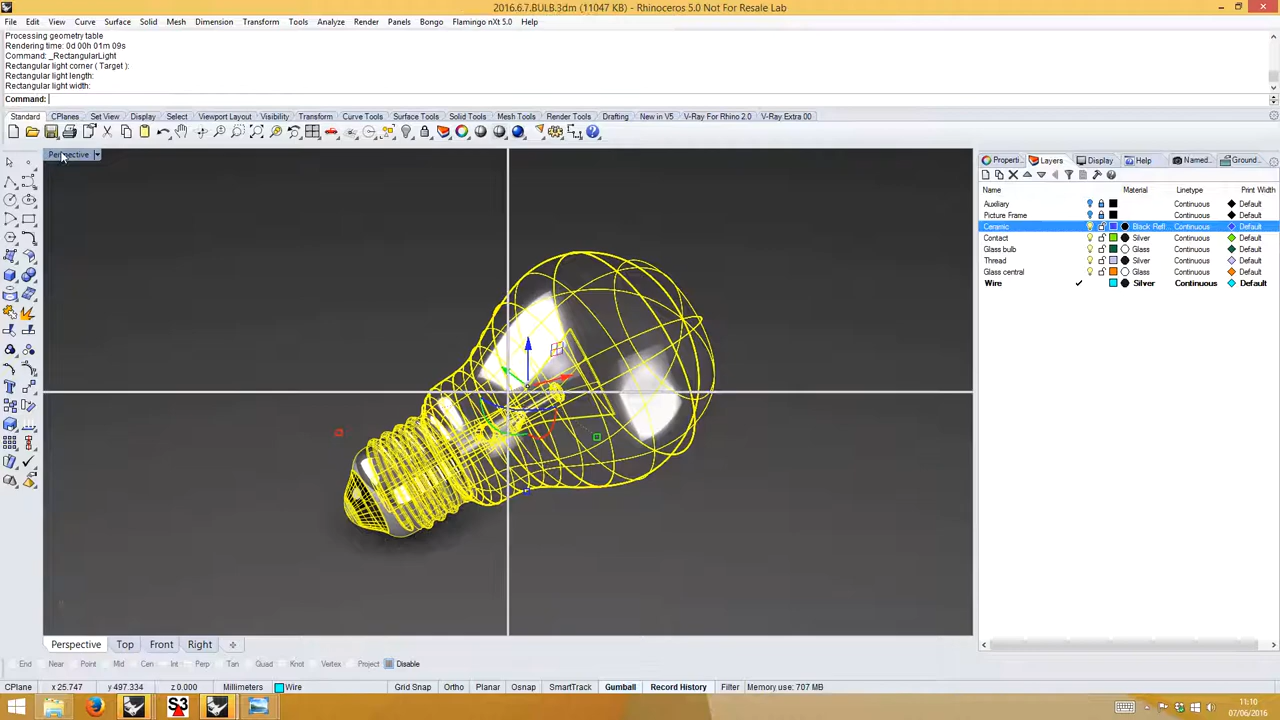 2016.6.7.BULB.3dm (11047 KB) - Rhinoceros 5.0 Not For Resale Lab
File Edit View Curve Surface Solid Mesh Dimension Transform Tools Analyze Render Panels Bongo Flamingo nXt 5.0 Help
Processing geometry table
Rendering time: 0d 00h 01m 09s
Command: _RectangularLight
Rectangular light corner ( Target ):
Rectangular light length:
Rectangular light width:
Command:
Standard CPlanes Set View Display Select Viewport Layout Visibility Transform Curve Tools Surface Tools Solid Tools Mesh Tools Render Tools Drafting New in V5 V-Ray For Rhino 2.0 V-Ray Extra 00
Perspective
Properti... Layers Display Help Named... Ground...
Name Material Linetype Print Width
Auxiliary Continuous Default
Picture Frame Continuous Default
Ceramic Black Refl... Continuous Default
Contact Silver Continuous Default
Glass bulb Glass Continuous Default
Thread Silver Continuous Default
Glass central Glass Continuous Default
Wire Silver Continuous Default
Perspective Top Front Right
End Near Point Mid Cen Int Perp Tan Quad Knot Vertex Project Disable
CPlane x 25.747 y 497.334 z 0.000 Millimeters Wire Grid Snap Ortho Planar Osnap SmartTrack Gumball Record History Filter Memory use: 707 MB
S3
11:10
07/06/2016